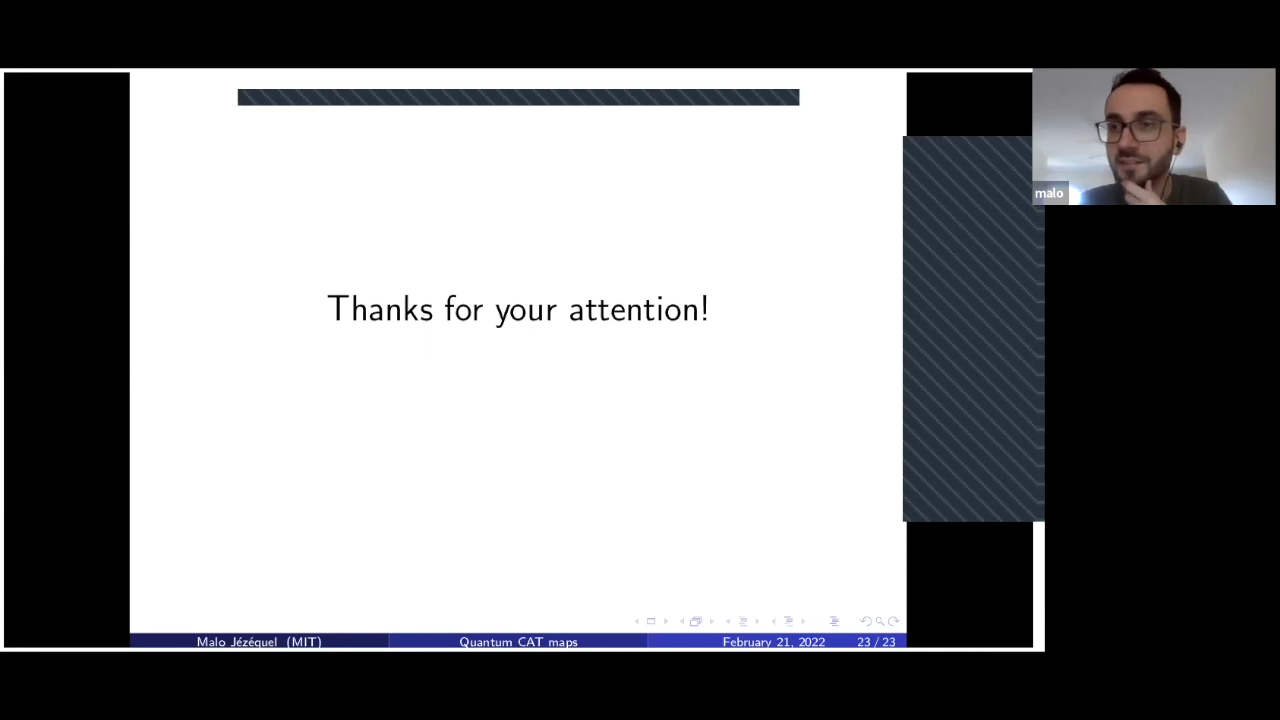 malo
Thanks for your attention!
Malo Jézéquel (MIT)
Quantum CAT maps
February 21, 2022
23 / 23